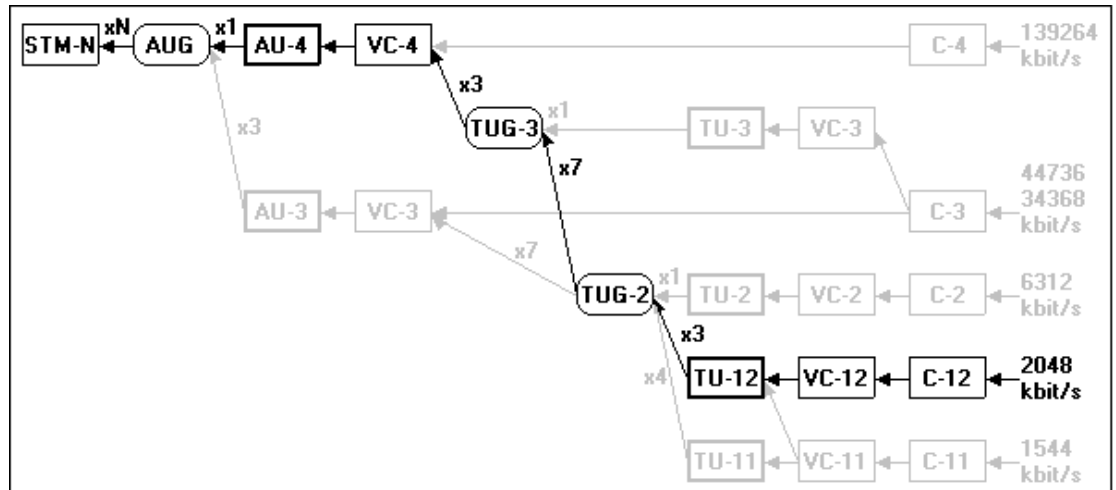 STM-N
xN
AUG
x1
AU-4
VC-4
C-4
139264
kbit/s
x3
TUG-3
x1
TU-3
VC-3
x3
x7
44736
34368
kbit/s
AU-3
VC-3
C-3
x7
TUG-2
x1
TU-2
VC-2
C-2
6312
kbit/s
x3
x4
TU-12
VC-12
C-12
2048
kbit/s
TU-11
VC-11
C-11
1544
kbit/s